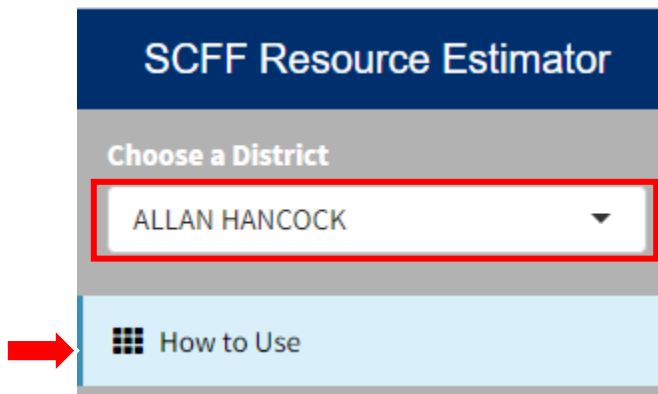 SCFF Resource Estimator
Choose a District
ALLAN HANCOCK
How to Use